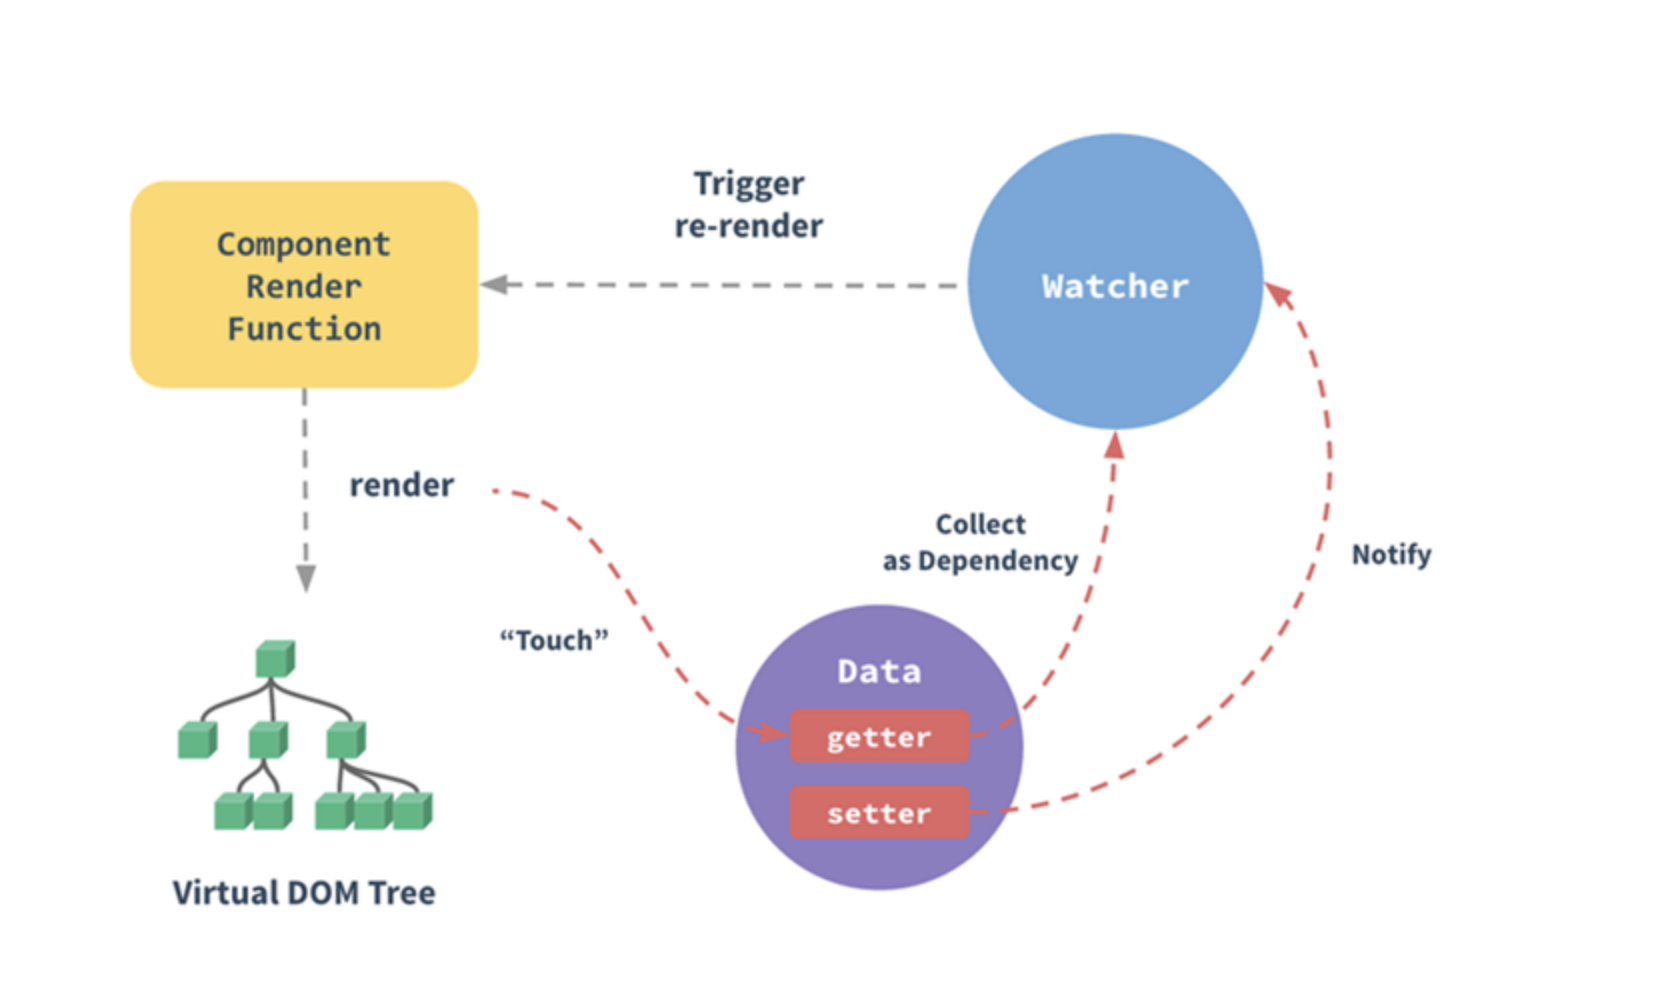 Trigger
re-render
Component
Render
Function
Watcher
render
Collect
as Dependency
Notify
“Touch”
Data
getter
setter
Virtual DOM Tree